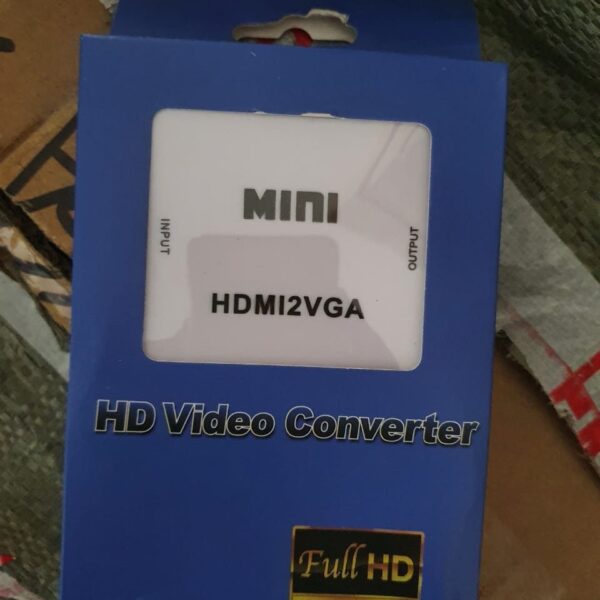 MINI
INPUT
OUTPUT
HDMI2VGA
HD Video Converter
Full HD